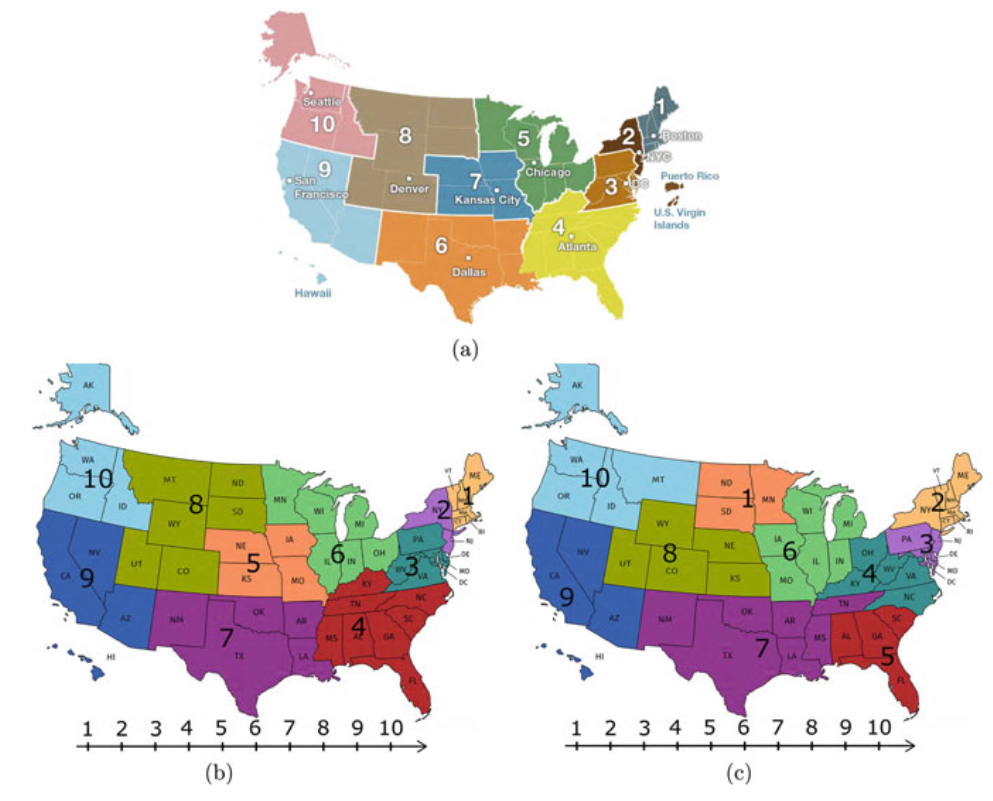 1
2
Boston
Seattle
10
8
5
NYC
9
Chicago
3
DC
San
Francisco
Denver
7
Kansas City
Puerto Rico
U.S. Virgin
Islands
4
6
Atlanta
Dallas
Hawaii
(a)
AK
WA
10
OR
ID
MT
ND
8
SD
WY
MN
WI
MI
NY
2
VT
ME
1
CT
RI
NJ
DE
MD
DC
NV
CA
9
UT
CO
NE
IA
5
KS
MO
6
IL
IN
OH
PA
WV
3
VA
KY
AZ
NM
OK
AR
TN
NC
SC
MS
AL
4
GA
7
TX
LA
FL
HI
1 2 3 4 5 6 7 8 9 10
(b)
AK
WA
10
OR
ID
MT
ND
1
MN
SD
WI
MI
NY
2
VT
ME
CT
RI
NJ
DE
MD
DC
PA
3
NV
CA
9
UT
WY
8
CO
NE
KS
IA
6
IL
IN
MO
OH
WV
VA
4
KY
NC
AZ
NM
OK
AR
TN
SC
MS
AL
GA
5
7
TX
LA
FL
HI
1 2 3 4 5 6 7 8 9 10
(c)